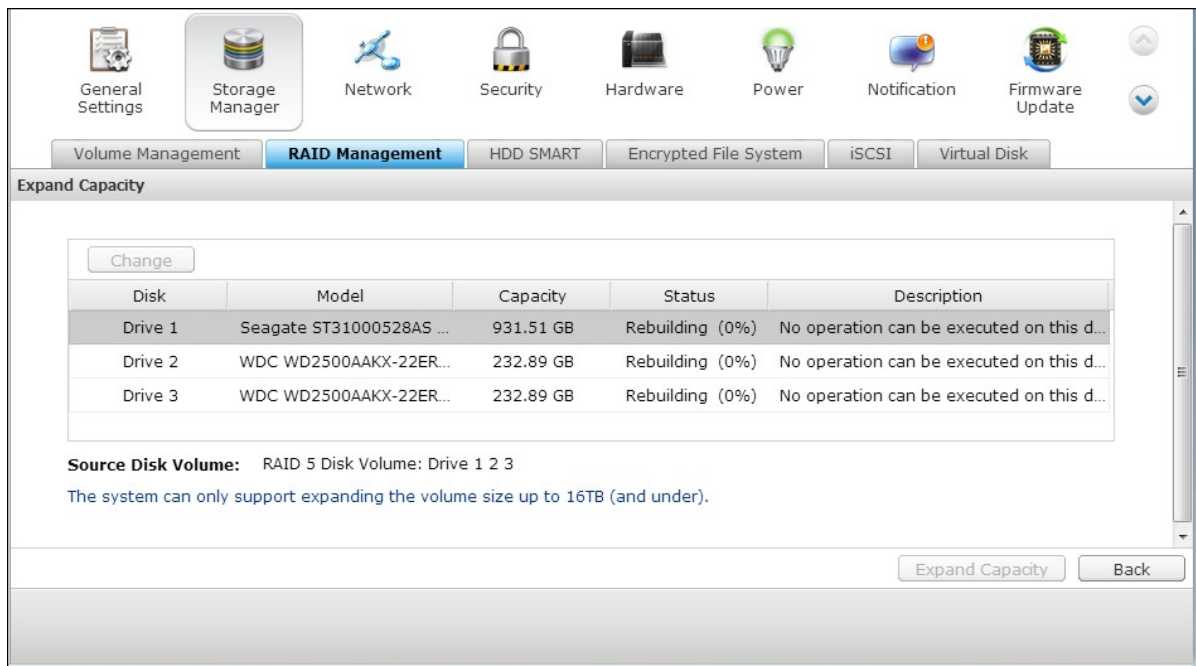 General Settings
Storage Manager
Network
Security
Hardware
Power
Notification
Firmware Update
Volume Management
RAID Management
HDD SMART
Encrypted File System
iSCSI
Virtual Disk
Expand Capacity
Change
Disk Model Capacity Status Description
Drive 1 Seagate ST31000528AS ... 931.51 GB Rebuilding (0%) No operation can be executed on this d...
Drive 2 WDC WD2500AAKX-22ER... 232.89 GB Rebuilding (0%) No operation can be executed on this d...
Drive 3 WDC WD2500AAKX-22ER... 232.89 GB Rebuilding (0%) No operation can be executed on this d...
Source Disk Volume: RAID 5 Disk Volume: Drive 1 2 3
The system can only support expanding the volume size up to 16TB (and under).
Expand Capacity Back